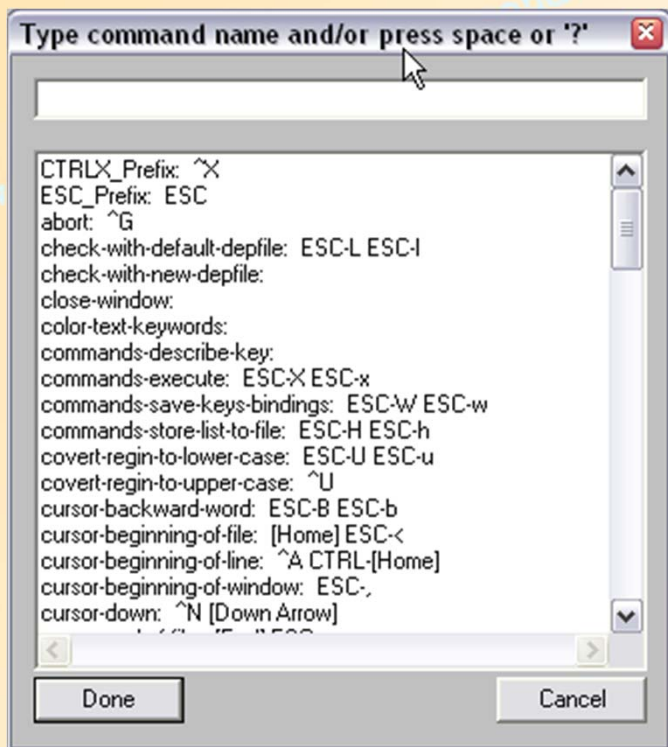 Type command name and/or press space or '?'
CTRLX_Prefix: ^X
ESC_Prefix: ESC
abort: ^G
check-with-default-depfile: ESC-L ESC-l
check-with-new-depfile:
close-window:
color-text-keywords:
commands-describe-key:
commands-execute: ESC-X ESC-x
commands-save-keys-bindings: ESC-W ESC-w
commands-store-list-to-file: ESC-H ESC-h
covert-regin-to-lower-case: ESC-U ESC-u
covert-regin-to-upper-case: ^U
cursor-backward-word: ESC-B ESC-b
cursor-beginning-of-file: [Home] ESC-<
cursor-beginning-of-line: ^A CTRL-[Home]
cursor-beginning-of-window: ESC-,
cursor-down: ^N [Down Arrow]
Done
Cancel